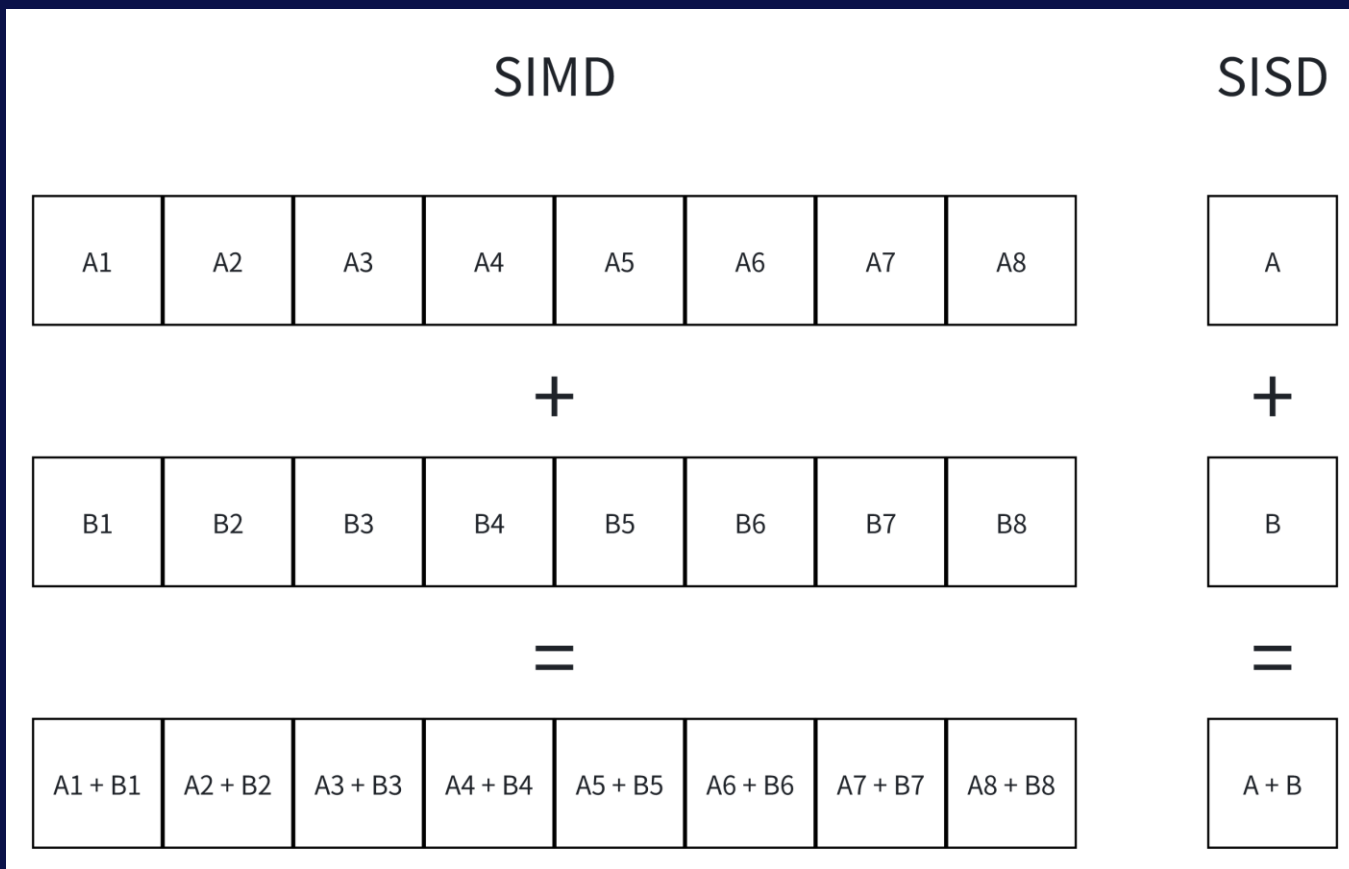 SIMD SISD
A1 A2 A3 A4 A5 A6 A7 A8 A
+ +
B1 B2 B3 B4 B5 B6 B7 B8 B
= =
A1 + B1 A2 + B2 A3 + B3 A4 + B4 A5 + B5 A6 + B6 A7 + B7 A8 + B8 A + B